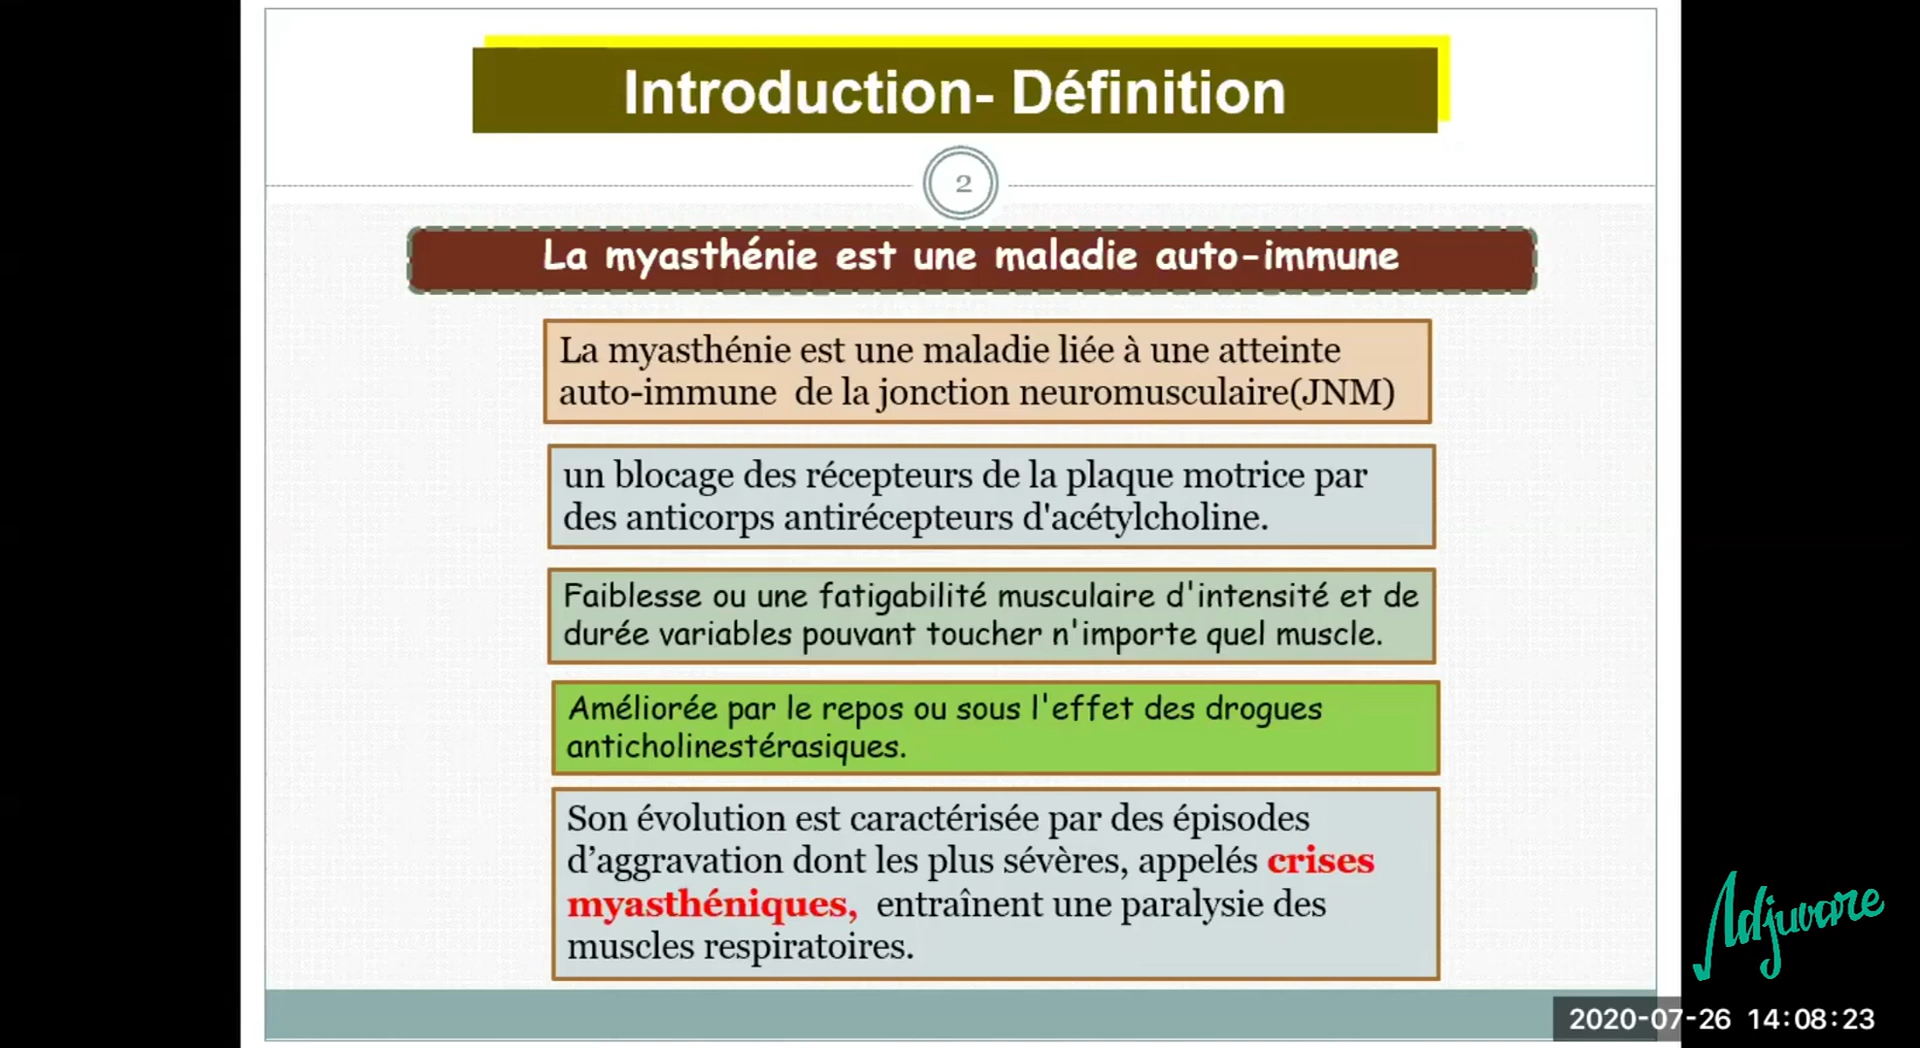 Introduction- Définition
2
La myasthénie est une maladie auto-immune
La myasthénie est une maladie liée à une atteinte
auto-immune de la jonction neuromusculaire(JNM)
un blocage des récepteurs de la plaque motrice par
des anticorps antirécepteurs d'acétylcholine.
Faiblesse ou une fatigabilité musculaire d'intensité et de
durée variables pouvant toucher n'importe quel muscle.
Améliorée par le repos ou sous l'effet des drogues
anticholinestérasiques.
Son évolution est caractérisée par des épisodes
d’aggravation dont les plus sévères, appelés crises
myasthéniques, entraînent une paralysie des
muscles respiratoires.
Adjuvare
2020-07-26 14:08:23